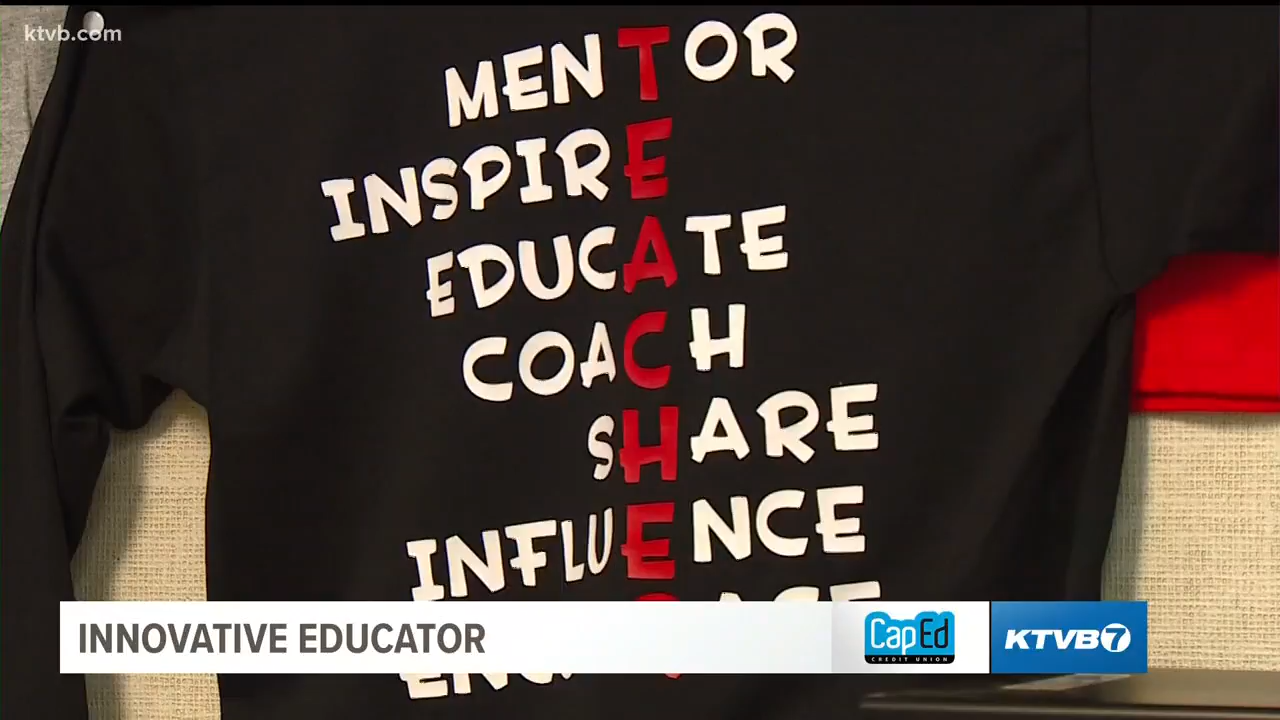 ktvb.com
MENTOR
INSPIRE
EDUCATE
COACH
SHARE
INFLUENCE
INNOVATIVE EDUCATOR
CapEd
CREDIT UNION
KTVB7